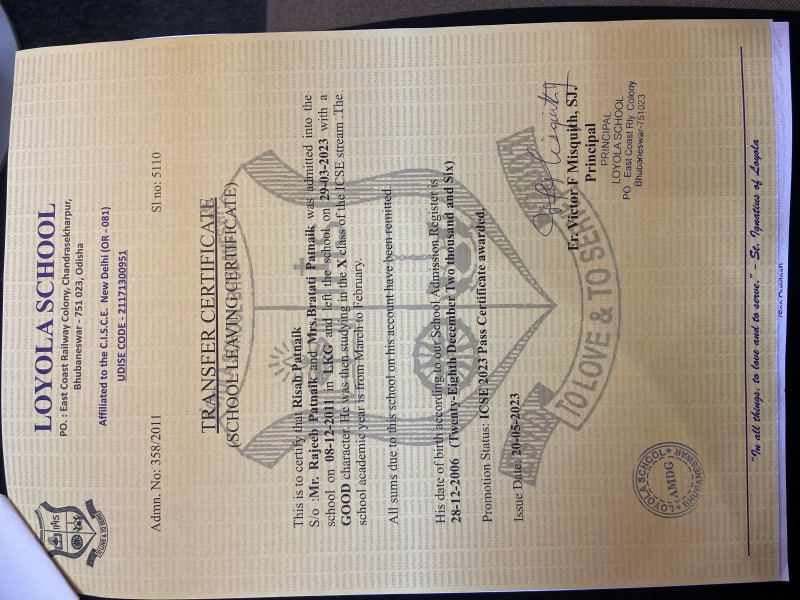 LOYOLA SCHOOL
PO. : East Coast Railway Colony, Chandrasekharpur,
Bhubaneswar - 751 023, Odisha
Affiliated to the C.I.S.C.E. New Delhi (OR - 081)
UDISE CODE - 21171300951
IHS
TO LOVE & TO SERVE
Admn. No: 358/2011 Sl no: 5110
TRANSFER CERTIFICATE
(SCHOOL LEAVING CERTIFICATE)
This is to certify that Risab Patnaik
S/o :Mr. Rajeeb Patnaik and Mrs.Bratati Patnaik was admitted into the
school on 08-12-2011 in LKG and left the school on 29-03-2023 with a
GOOD character. He was then studying in the X class of the ICSE stream .The
school academic year is from March to February.
All sums due to this school on his account have been remitted.
His date of birth according to our School Admission Register is
28-12-2006 (Twenty-Eighth December Two thousand and Six)
Promotion Status: ICSE 2023 Pass Certificate awarded.
Issue Date: 20-05-2023
TO LOVE & TO SERVE
Fr. Victor F Misquith, SJ.
Principal
PRINCIPAL
LOYOLA SCHOOL
PO East Coast Rly Colony
Bhubaneswar-751023
LOYOLA SCHOOL
AMDG
BHUBANESWAR
"In all things, to love and to serve." - St. Ignatius of Loyola